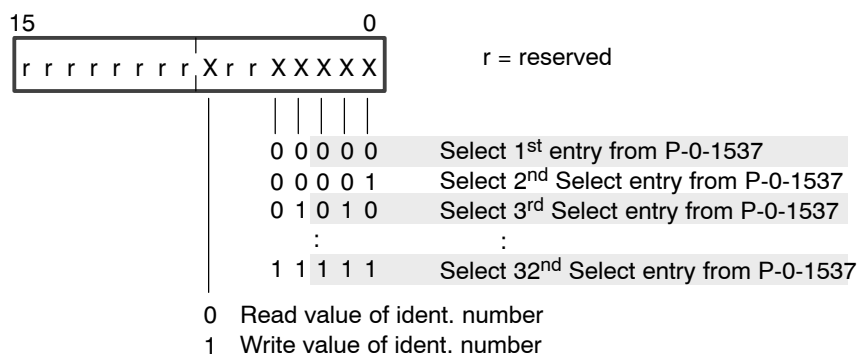 15 0
r r r r r r r r X r r X X X X X r = reserved
0 0 0 0 0 Select 1st entry from P-0-1537
0 0 0 0 1 Select 2nd Select entry from P-0-1537
0 1 0 1 0 Select 3rd Select entry from P-0-1537
: :
1 1 1 1 1 Select 32nd Select entry from P-0-1537
0 Read value of ident. number
1 Write value of ident. number